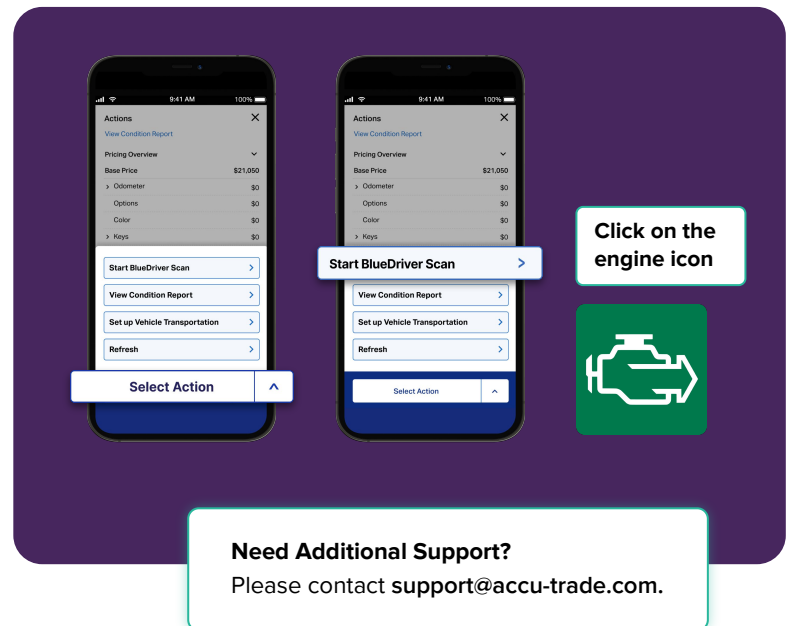 9:41 AM
100%
Actions
View Condition Report
Pricing Overview
Base Price $21,050
Odometer $0
Options $0
Color $0
Keys $0
Start BlueDriver Scan
View Condition Report
Set up Vehicle Transportation
Refresh
Select Action
9:41 AM
100%
Actions
View Condition Report
Pricing Overview
Base Price $21,050
Odometer $0
Options $0
Color $0
Keys $0
Start BlueDriver Scan
View Condition Report
Set up Vehicle Transportation
Refresh
Select Action
Click on the
engine icon
Need Additional Support?
Please contact support@accu-trade.com.